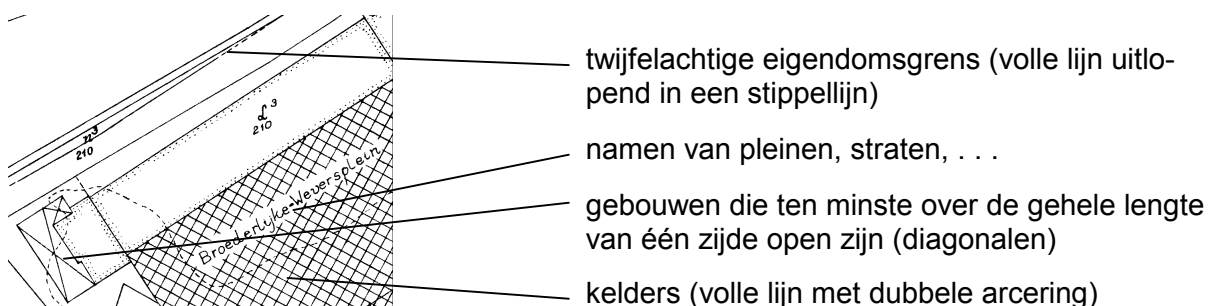 twijfelachtige eigendomsgrens (volle lijn uitlo-
pend in een stippellijn)
namen van pleinen, straten, . . .
gebouwen die ten minste over de gehele lengte
van één zijde open zijn (diagonalen)
kelders (volle lijn met dubbele arcering)
n³
210
L³
210
Broederlijke-Weversplein